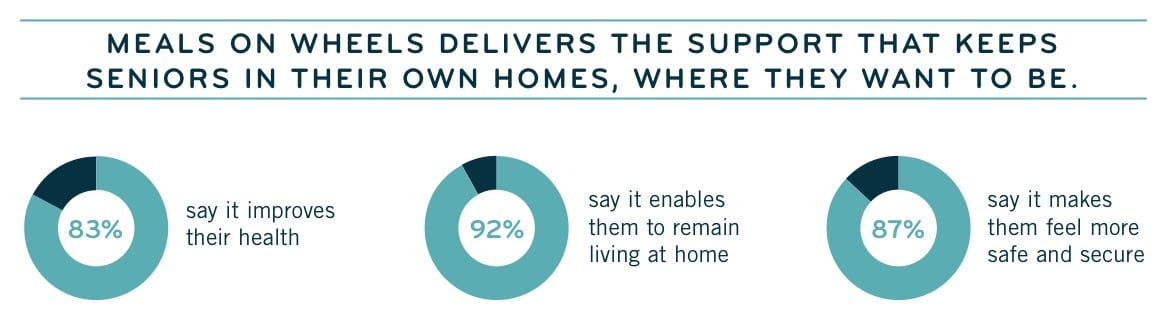 MEALS ON WHEELS DELIVERS THE SUPPORT THAT KEEPS
SENIORS IN THEIR OWN HOMES, WHERE THEY WANT TO BE.
83%
say it improves
their health
92%
say it enables
them to remain
living at home
87%
say it makes
them feel more
safe and secure